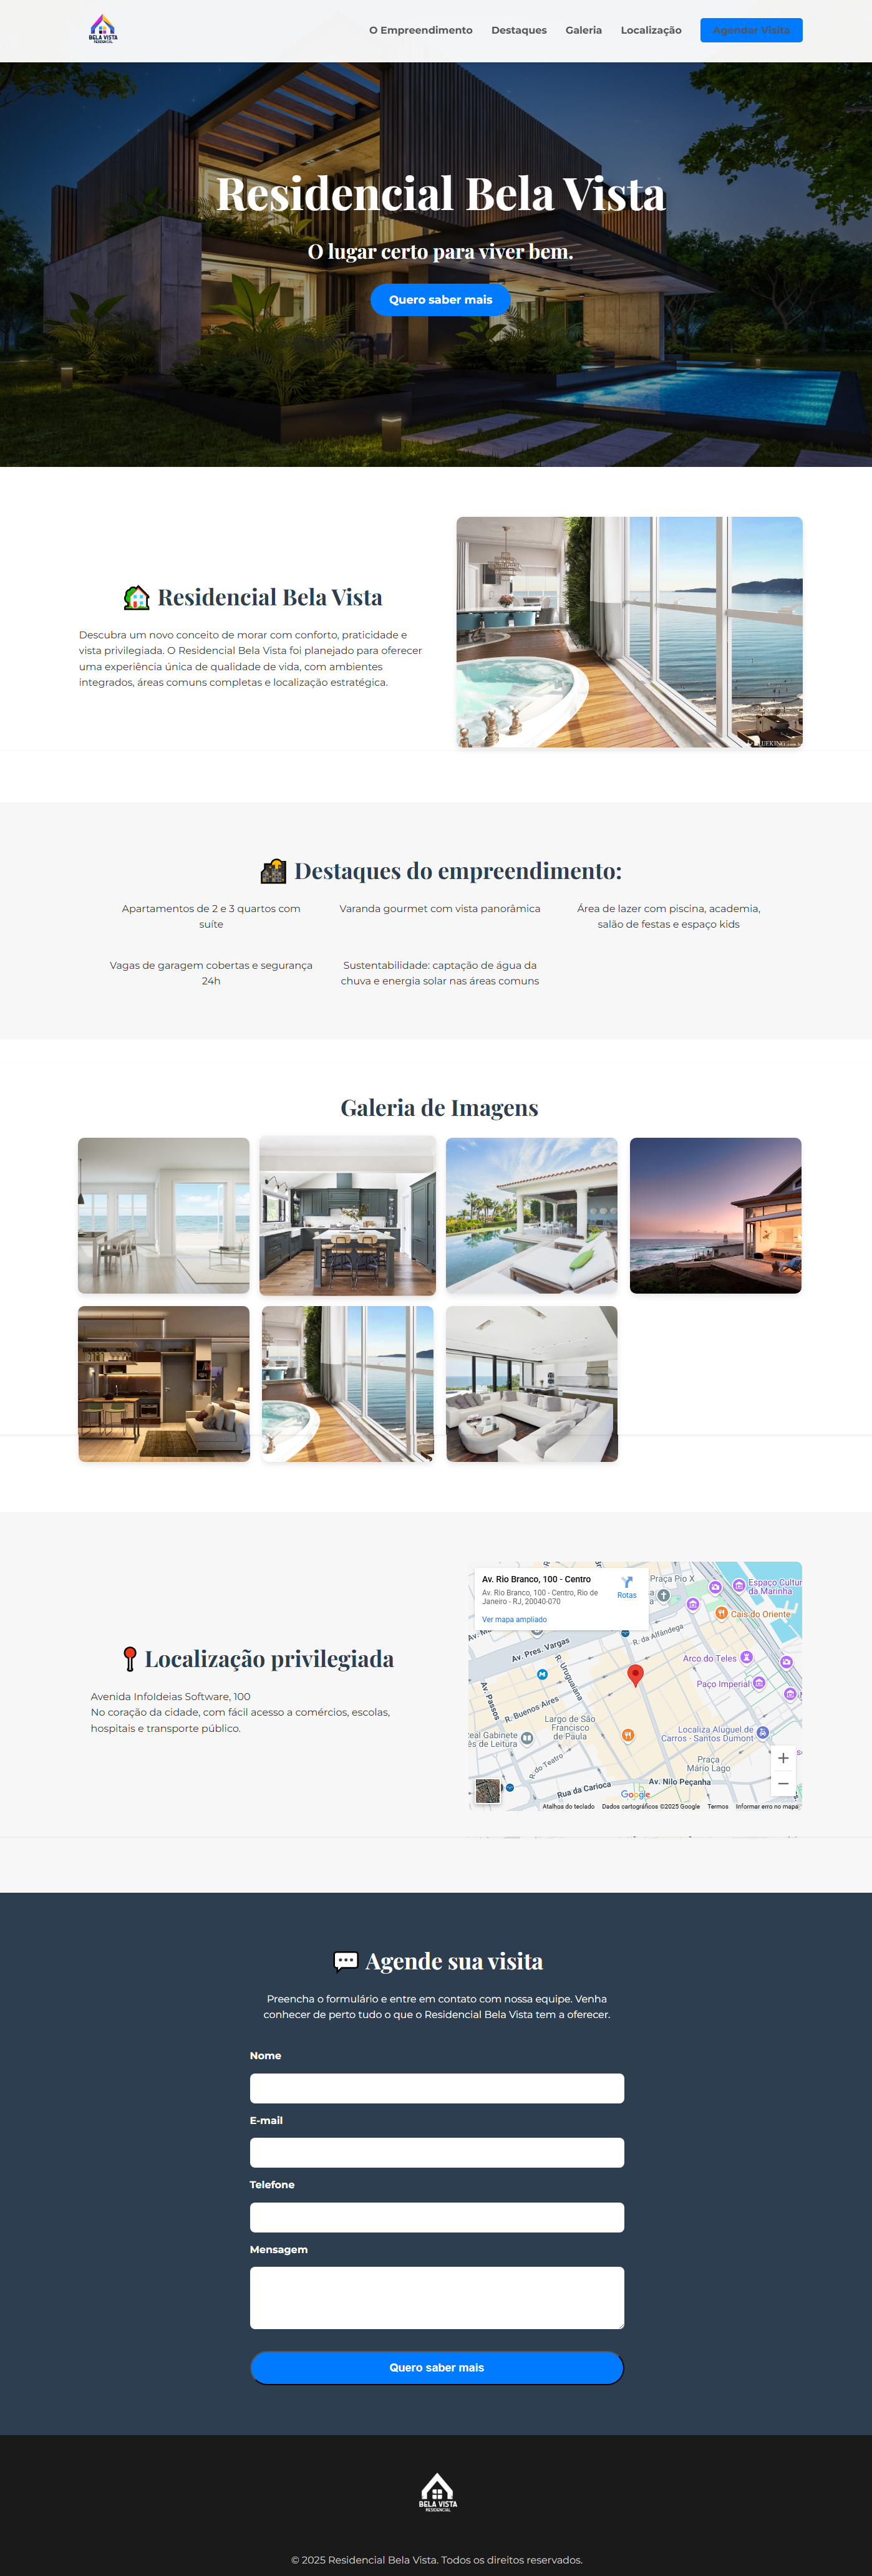 BELA VISTA
RESIDENCIAL
O Empreendimento
Destaques
Galeria
Localização
Agendar Visita
Residencial Bela Vista
O lugar certo para viver bem.
Quero saber mais
Residencial Bela Vista
Descubra um novo conceito de morar com conforto, praticidade e
vista privilegiada. O Residencial Bela Vista foi planejado para oferecer
uma experiência única de qualidade de vida, com ambientes
integrados, áreas comuns completas e localização estratégica.
Destaques do empreendimento:
Apartamentos de 2 e 3 quartos com
suíte
Varanda gourmet com vista panorâmica
Área de lazer com piscina, academia,
salão de festas e espaço kids
Vagas de garagem cobertas e segurança
24h
Sustentabilidade: captação de água da
chuva e energia solar nas áreas comuns
Galeria de Imagens
Localização privilegiada
Avenida InfoIdeias Software, 100
No coração da cidade, com fácil acesso a comércios, escolas,
hospitais e transporte público.
Av. Rio Branco, 100 - Centro
Av. Rio Branco, 100 - Centro, Rio de
Janeiro - RJ, 20040-070
Rotas
Ver mapa ampliado
Praça Pio X
Espaço Cultur
da Marinha
Cais do Oriente
R. da Alfândega
Av. Pres. Vargas
Arco do Teles
R. Uruguaiana
Paço Imperial
Av. Passos
R. Buenos Aires
Largo de São
Francisco
de Paula
eal Gabinete
ês de Leitura
Localiza Aluguel de
Carros - Santos Dumont
R. do Teatro
Praça
Mário Lago
Rua da Carioca
Av. Nilo Peçanha
Google
Atalhos do teclado
Dados cartográficos ©2025 Google
Termos
Informar erro no mapa
Agende sua visita
Preencha o formulário e entre em contato com nossa equipe. Venha
conhecer de perto tudo o que o Residencial Bela Vista tem a oferecer.
Nome
E-mail
Telefone
Mensagem
Quero saber mais
BELA VISTA
RESIDENCIAL
© 2025 Residencial Bela Vista. Todos os direitos reservados.